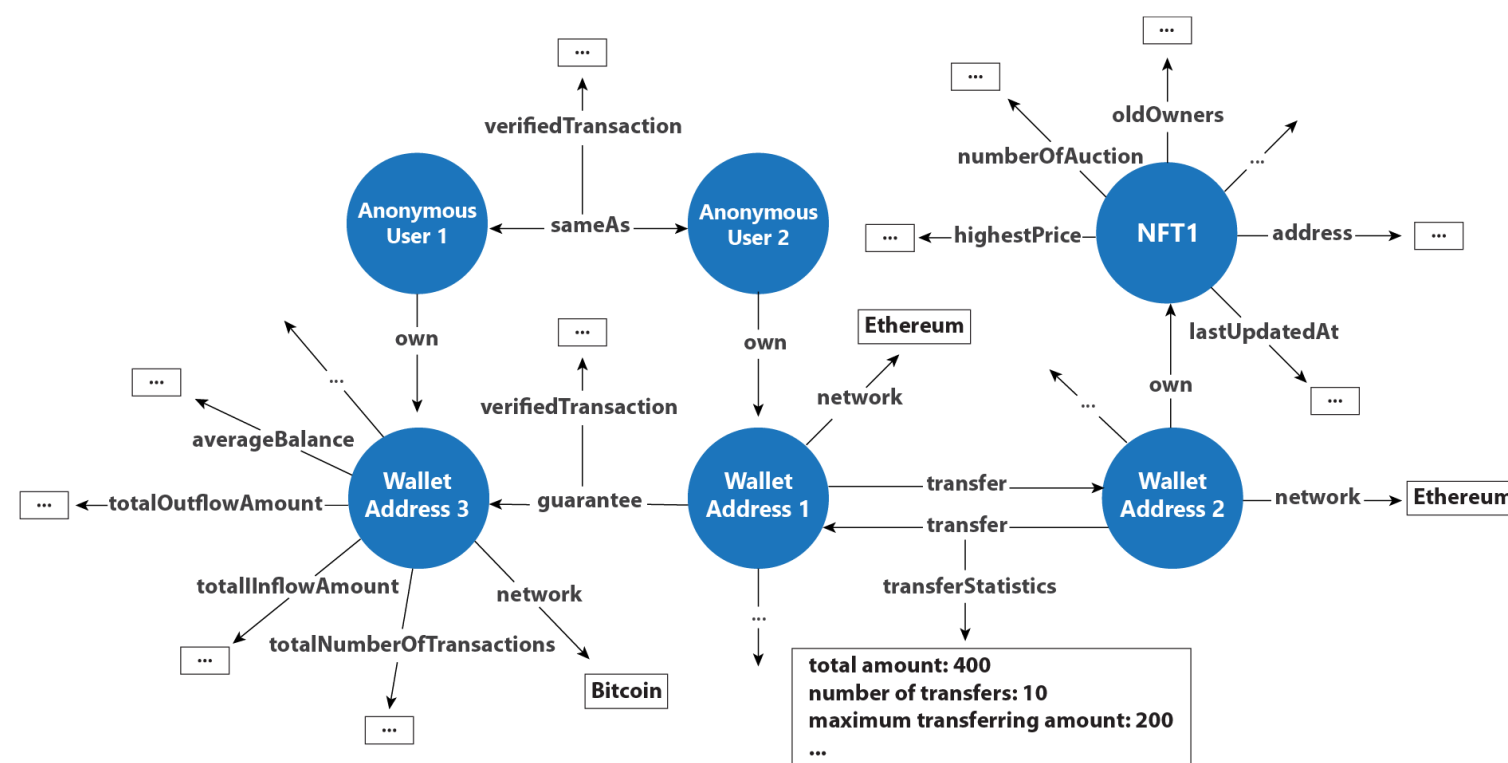 ...
...
...
verifiedTransaction
oldOwners
numberOfAuction
...
Anonymous
User 1
sameAs
Anonymous
User 2
...
highestPrice
NFT1
address
...
own
...
own
Ethereum
lastUpdatedAt
...
...
averageBalance
...
verifiedTransaction
network
...
own
...
Wallet
Address 3
guarantee
Wallet
Address 1
transfer
transfer
Wallet
Address 2
network
Ethereum
...
totalOutflowAmount
totalIInflowAmount
network
transferStatistics
...
totalNumberOfTransactions
...
Bitcoin
...
total amount: 400
number of transfers: 10
maximum transferring amount: 200
...